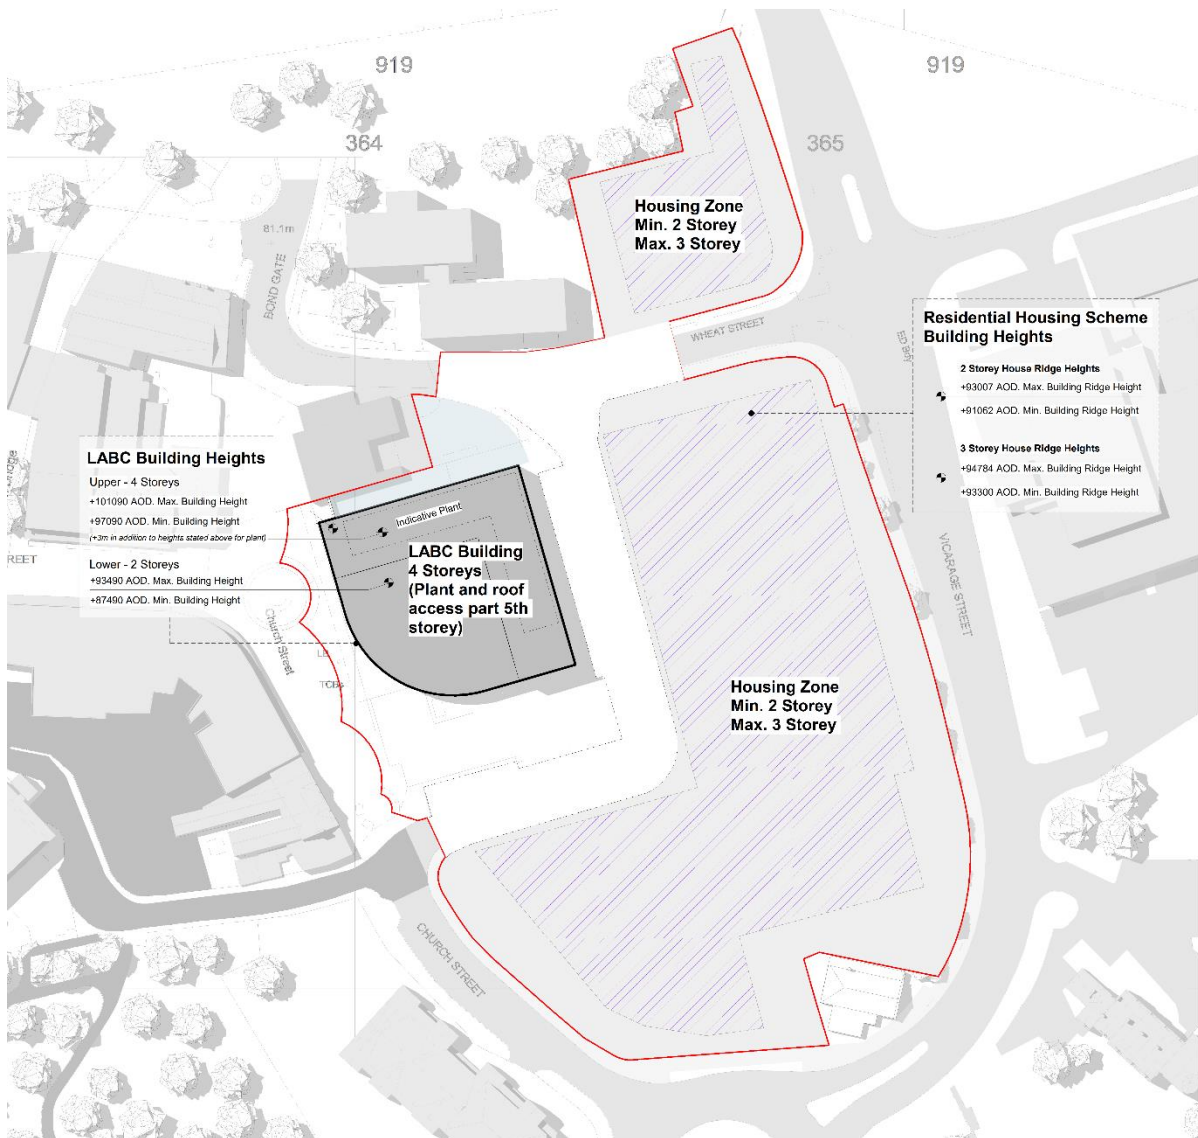 919
919
364
365
81.1m
BOND GATE
Housing Zone
Min. 2 Storey
Max. 3 Storey
WHEAT STREET
ED Bdy
Residential Housing Scheme
Building Heights
2 Storey House Ridge Heights
+93007 AOD. Max. Building Ridge Height
+91062 AOD. Min. Building Ridge Height
3 Storey House Ridge Heights
+94784 AOD. Max. Building Ridge Height
+93300 AOD. Min. Building Ridge Height
LABC Building Heights
Upper - 4 Storeys
+101090 AOD. Max. Building Height
+97090 AOD. Min. Building Height
(+3m in addition to heights stated above for plant)
Lower - 2 Storeys
+93490 AOD. Max. Building Height
+87490 AOD. Min. Building Height
Indicative Plant
LABC Building
4 Storeys
(Plant and roof
access part 5th
storey)
REET
VICARAGE STREET
Church Street
Housing Zone
Min. 2 Storey
Max. 3 Storey
CHURCH STREET